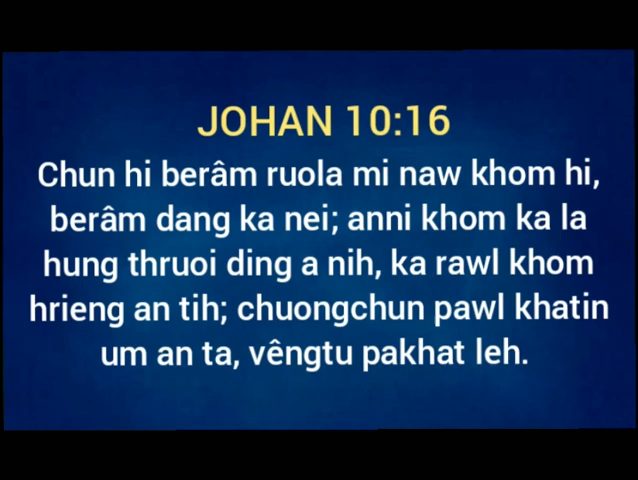 JOHAN 10:16
Chun hi berâm ruola mi naw khom hi,
berâm dang ka nei; anni khom ka la
hung thruoi ding a nih, ka rawl khom
hrieng an tih; chuongchun pawl khatin
um an ta, vêngtu pakhat leh.